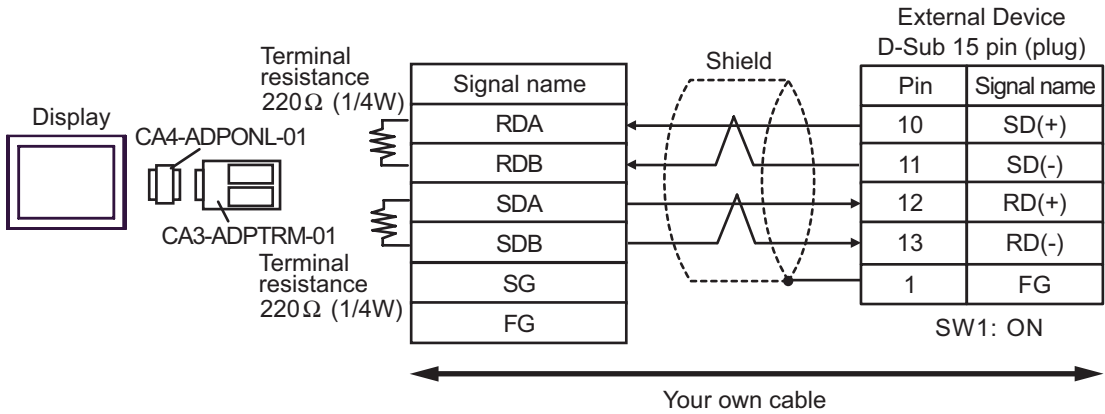 External Device
D-Sub 15 pin (plug)
Terminal
resistance
220Ω (1/4W)
Shield
Signal name
Pin Signal name
Display
CA4-ADPONL-01
RDA
10 SD(+)
RDB
11 SD(-)
SDA
12 RD(+)
CA3-ADPTRM-01
SDB
13 RD(-)
Terminal
resistance
220Ω (1/4W)
SG
1 FG
FG
SW1: ON
Your own cable